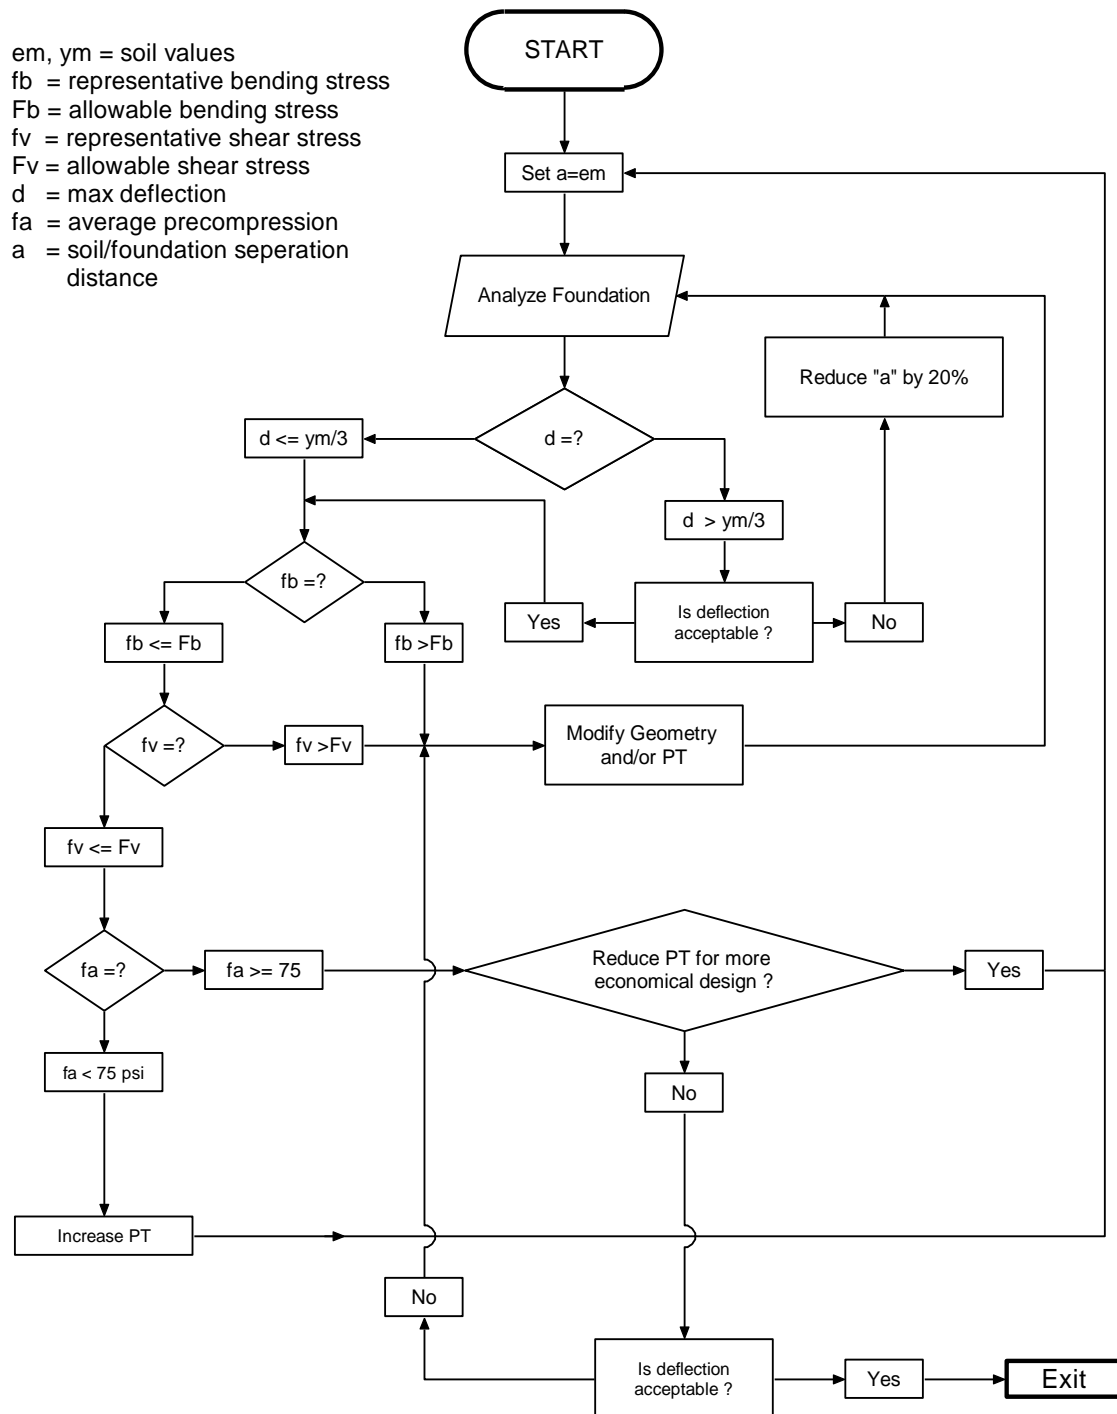 START
em, ym = soil values
fb = representative bending stress
Fb = allowable bending stress
fv = representative shear stress
Fv = allowable shear stress
d = max deflection
fa = average precompression
a = soil/foundation seperation
distance
Set a=em
Analyze Foundation
Reduce "a" by 20%
d <= ym/3
d =?
d > ym/3
fb =?
Yes
Is deflection
acceptable ?
No
fb <= Fb
fb >Fb
fv =?
fv >Fv
Modify Geometry
and/or PT
fv <= Fv
fa =?
fa >= 75
Reduce PT for more
economical design ?
Yes
fa < 75 psi
No
Increase PT
No
Is deflection
acceptable ?
Yes
Exit